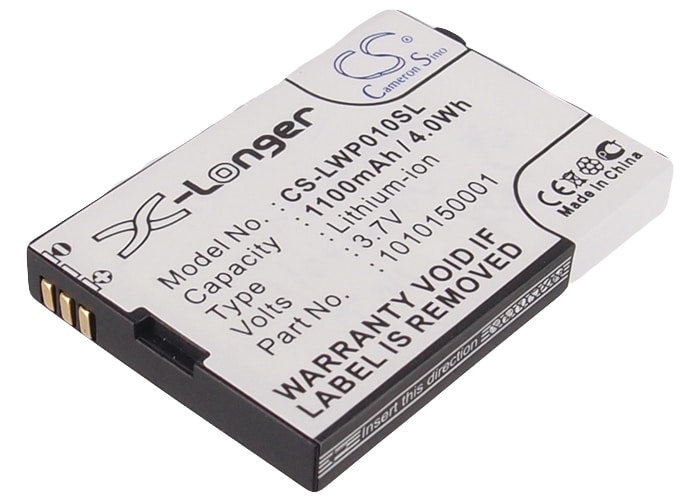 X-Longer
CS
Cameron Sino
Model No. : CS-LWP010SL
Capacity : 1100mAh / 4.0Wh
Type : Lithium-ion
Volts : 3.7V
Part No. : 1010150001
WARRANTY VOID IF
LABEL IS REMOVED
CE
Made In China
Insert this direction
- +